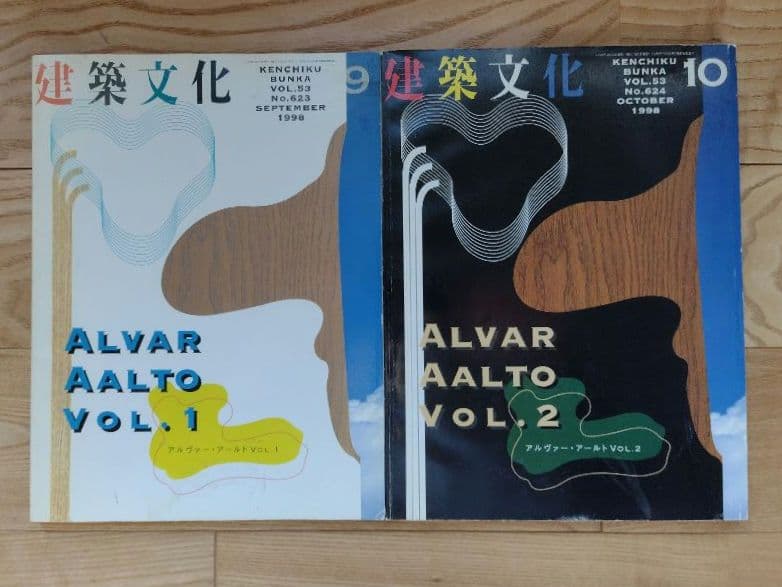 建築文化
KENCHIKU
BUNKA
VOL.53
No.623
SEPTEMBER
1998
9
ALVAR
AALTO
VOL.1
アルヴァー・アールトVOL.1
建築文化
KENCHIKU
BUNKA
VOL.53
No.624
OCTOBER
1998
10
ALVAR
AALTO
VOL.2
アルヴァー・アールトVOL.2